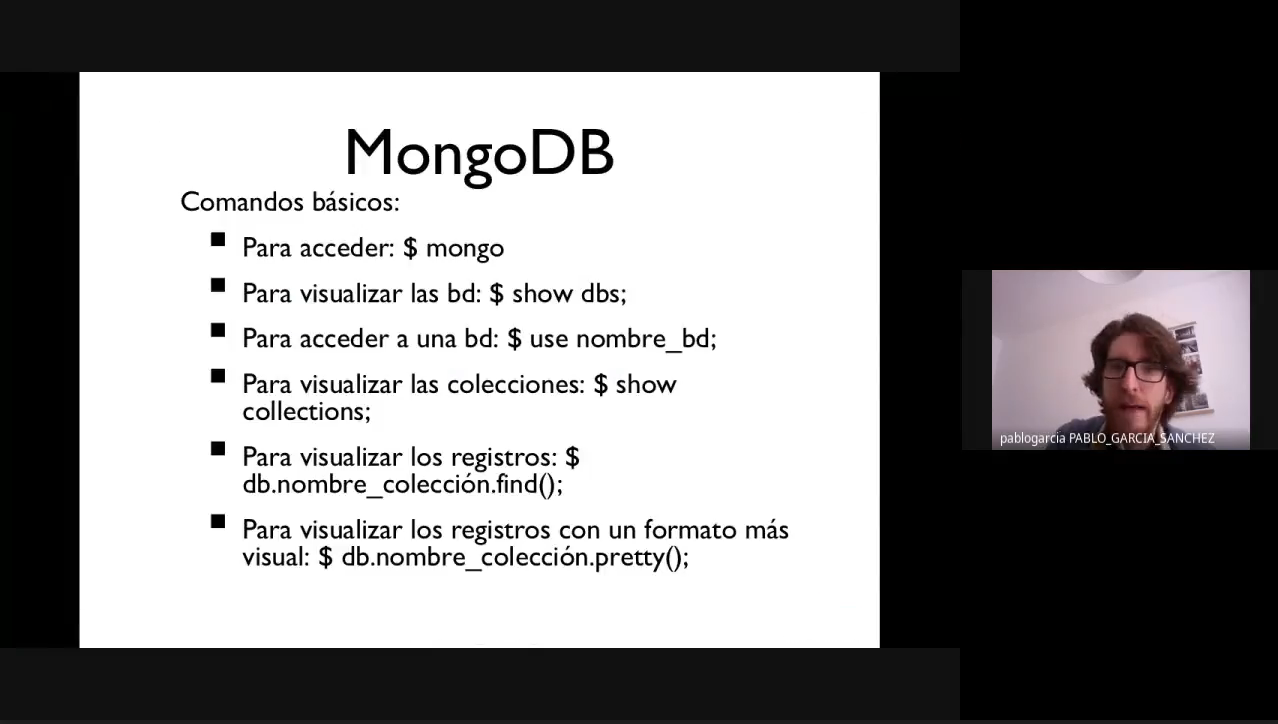 MongoDB
Comandos básicos:
Para acceder: $ mongo
Para visualizar las bd: $ show dbs;
Para acceder a una bd: $ use nombre_bd;
Para visualizar las colecciones: $ show
collections;
Para visualizar los registros: $
db.nombre_colección.find();
Para visualizar los registros con un formato más
visual: $ db.nombre_colección.pretty();
pablogarcia PABLO_GARCIA_SANCHEZ